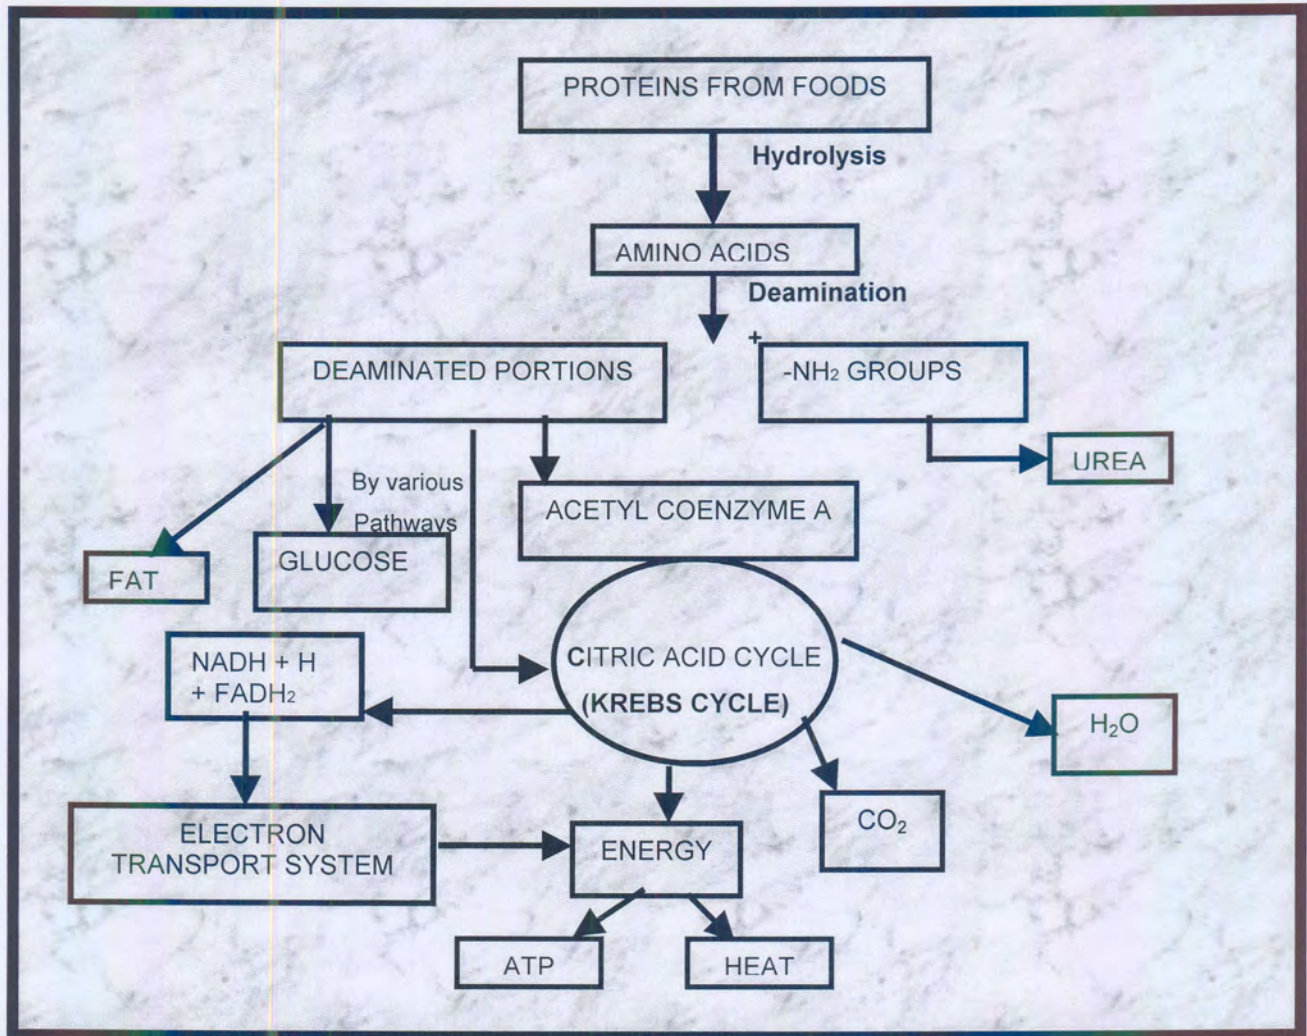 PROTEINS FROM FOODS
Hydrolysis
AMINO ACIDS
Deamination
+
DEAMINATED PORTIONS
-NH₂ GROUPS
UREA
By various
Pathways
ACETYL COENZYME A
FAT
GLUCOSE
CITRIC ACID CYCLE
(KREBS CYCLE)
NADH + H
+ FADH₂
H₂O
CO₂
ELECTRON
TRANSPORT SYSTEM
ENERGY
ATP
HEAT